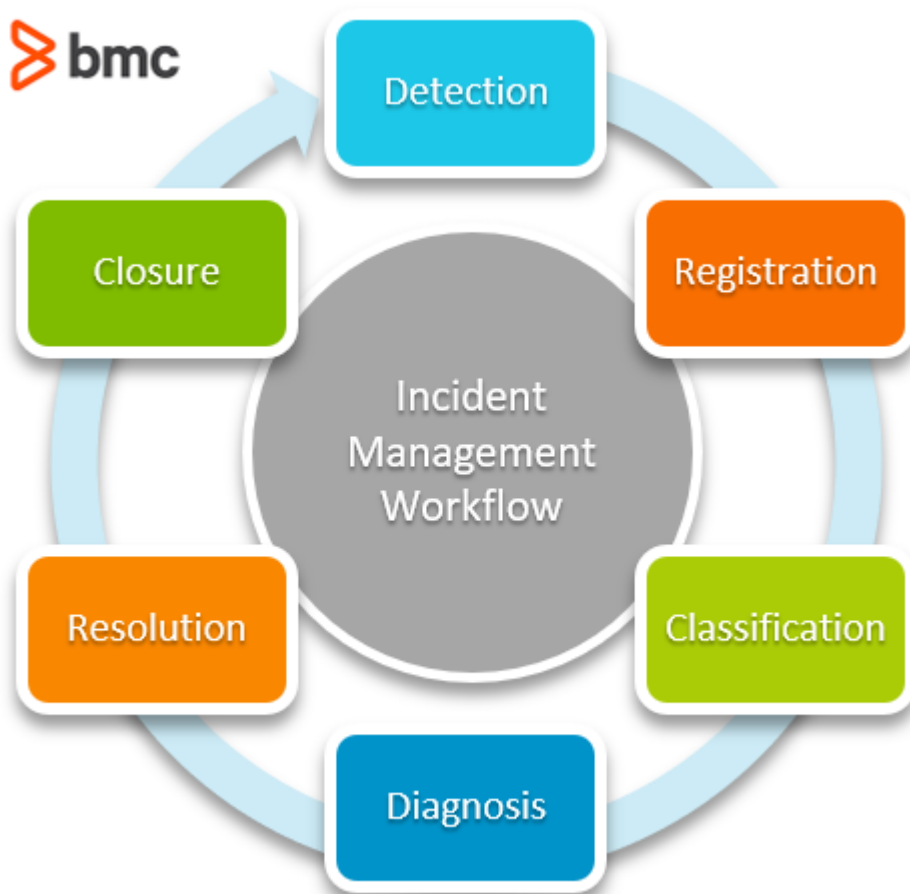 bmc
Detection
Registration
Classification
Diagnosis
Resolution
Closure
Incident
Management
Workflow